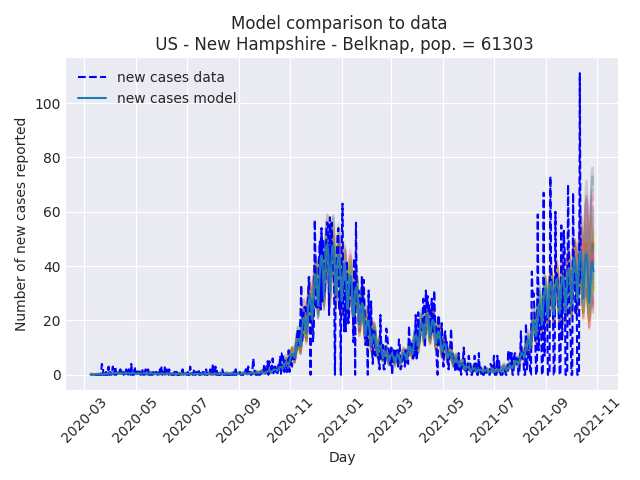 Model comparison to data
US - New Hampshire - Belknap, pop. = 61303
new cases data
new cases model
Number of new cases reported
100
80
60
40
20
0
2020-03
2020-05
2020-07
2020-09
2020-11
2021-01
2021-03
2021-05
2021-07
2021-09
2021-11
Day